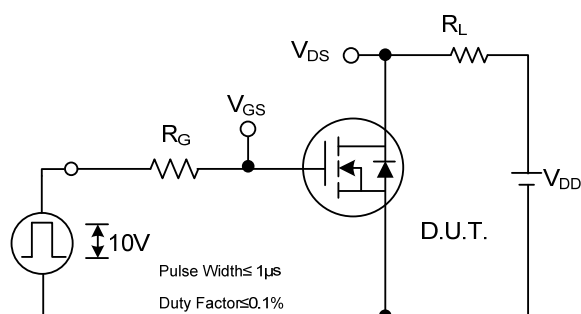 RL
VDS
VGS
RG
VDD
10V
D.U.T.
Pulse Width≤ 1μs
Duty Factor≤0.1%